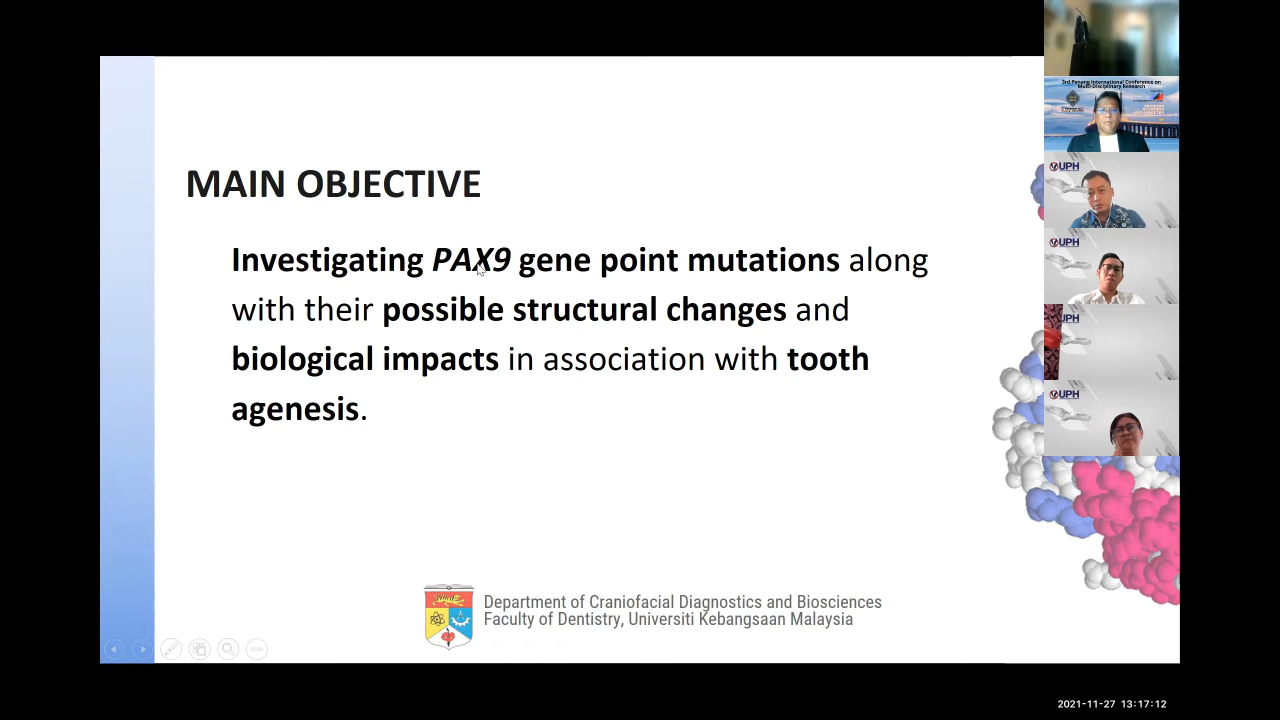 MAIN OBJECTIVE
Investigating PAX9 gene point mutations along
with their possible structural changes and
biological impacts in association with tooth
agenesis.
Department of Craniofacial Diagnostics and Biosciences
Faculty of Dentistry, Universiti Kebangsaan Malaysia
3rd Penang International Conference on
Multi-Disciplinary Research
UPH
UPH
UPH
UPH
2021-11-27 13:17:12